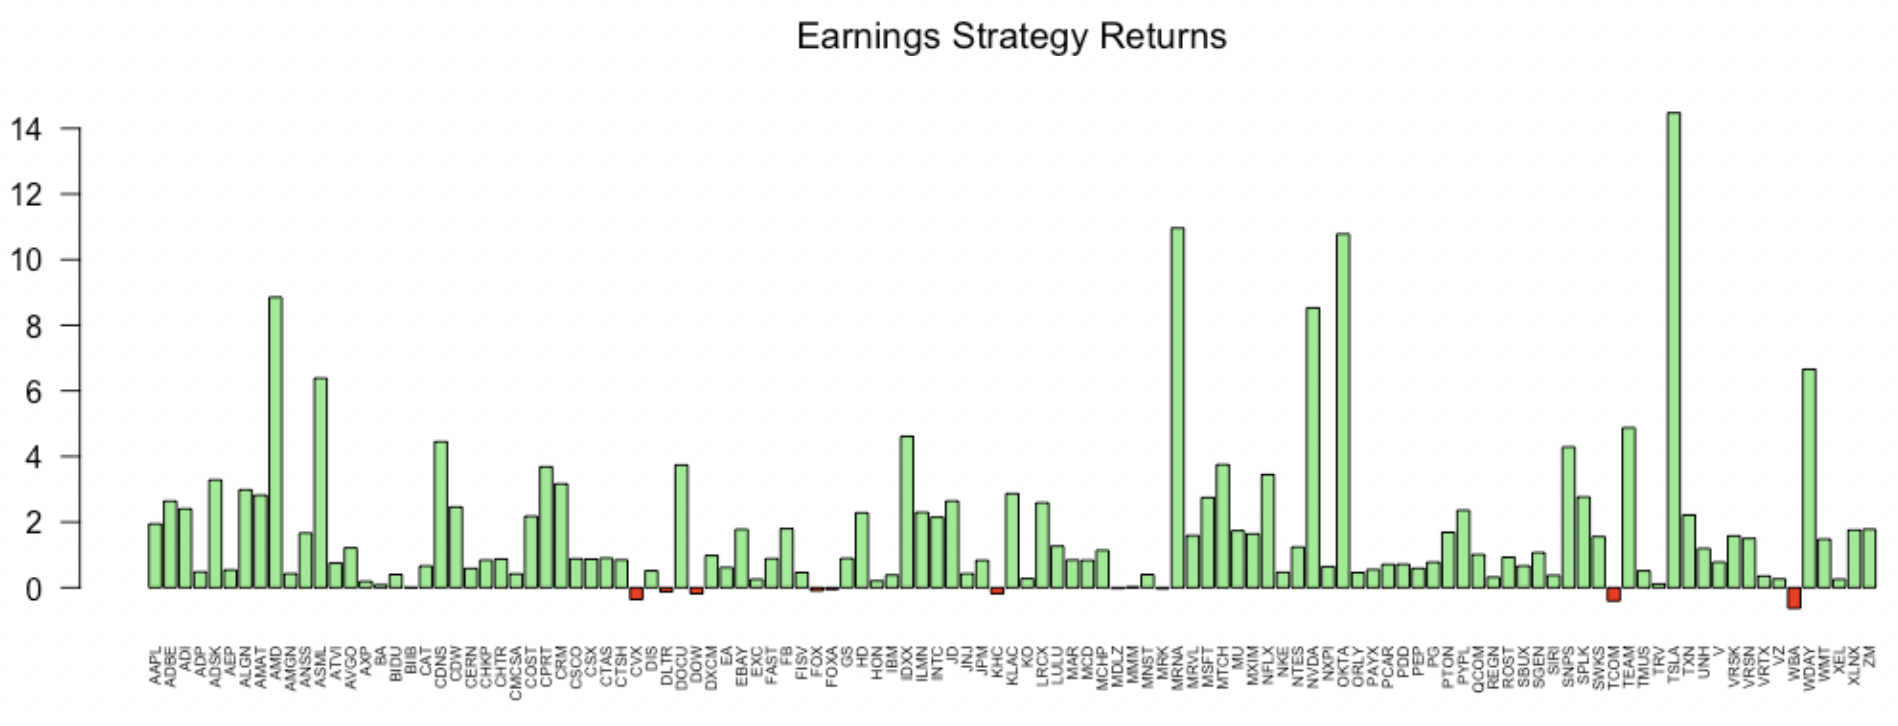 Earnings Strategy Returns
14
12
10
8
6
4
2
0
AAPL
ADBE
ADI
ADP
ADSK
AEP
ALGN
AMAT
AMD
AMGN
ANSS
ASML
ATVI
AVGO
AXP
BA
BIDU
BIIB
CAT
CDNS
CDW
CERN
CHKP
CHTR
CMCSA
COST
CPRT
CRM
CSCO
CSX
CTAS
CTSH
CVX
DIS
DLTR
DOCU
DOW
DXCM
EA
EBAY
EXC
FAST
FB
FISV
FOX
FOXA
GS
HD
HON
IBM
IDXX
ILMN
INTC
JD
JNJ
JPM
KHC
KLAC
KO
LRCX
LULU
MAR
MCD
MCHP
MDLZ
MMM
MNST
MRK
MRNA
MRVL
MSFT
MTCH
MU
MXIM
NFLX
NKE
NTES
NVDA
NXPI
OKTA
ORLY
PAYX
PCAR
PDD
PEP
PG
PTON
PYPL
QCOM
REGN
ROST
SBUX
SGEN
SIRI
SNPS
SPLK
SWKS
TCOM
TEAM
TMUS
TRV
TSLA
TXN
UNH
V
VRSK
VRSN
VRTX
VZ
WBA
WDAY
WMT
XEL
XLNX
ZM